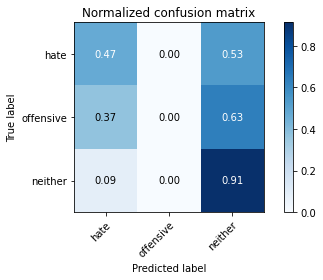 Normalized confusion matrix
True label
hate 0.47 0.00 0.53
offensive 0.37 0.00 0.63
neither 0.09 0.00 0.91
hate offensive neither
Predicted label
0.8
0.6
0.4
0.2
0.0